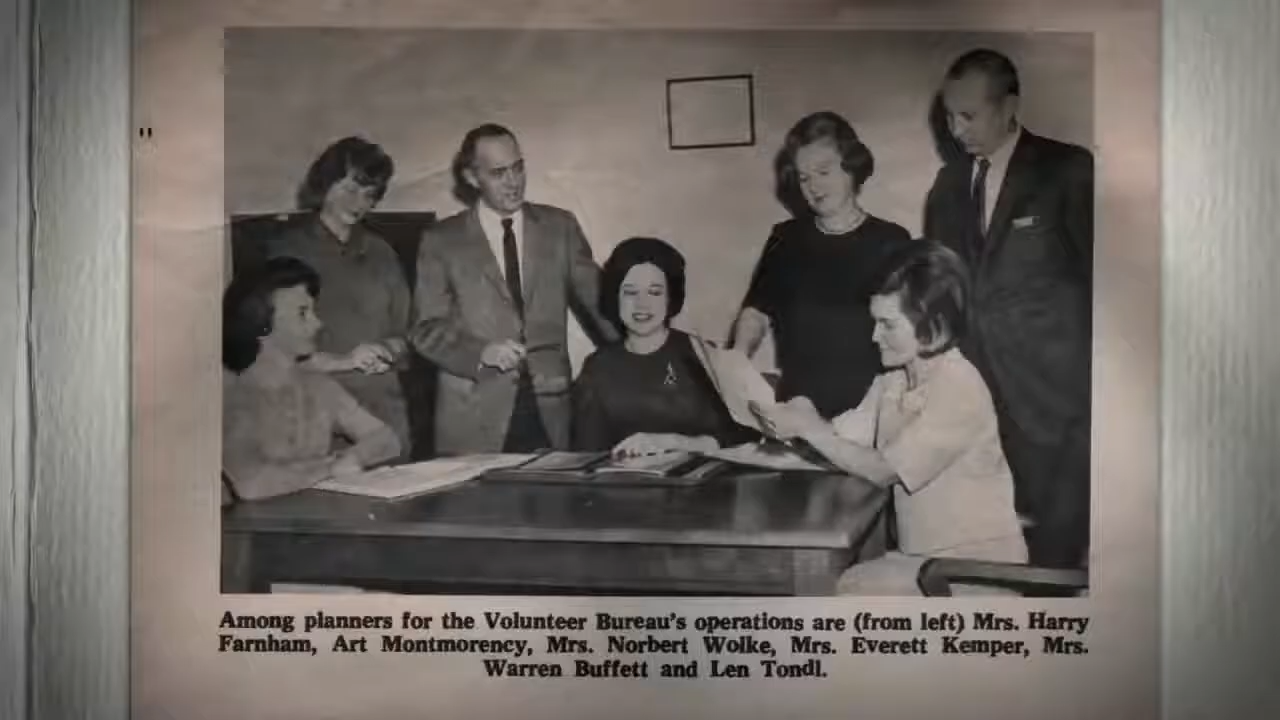 "
Among planners for the Volunteer Bureau's operations are (from left) Mrs. Harry
Farnham, Art Montmorency, Mrs. Norbert Wolke, Mrs. Everett Kemper, Mrs.
Warren Buffett and Len Tondl.